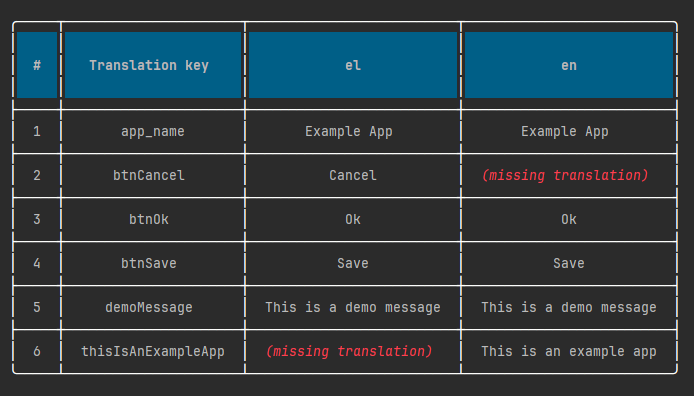 # Translation key el en
1 app_name Example App Example App
2 btnCancel Cancel (missing translation)
3 btnOk Ok Ok
4 btnSave Save Save
5 demoMessage This is a demo message This is a demo message
6 thisIsAnExampleApp (missing translation) This is an example app